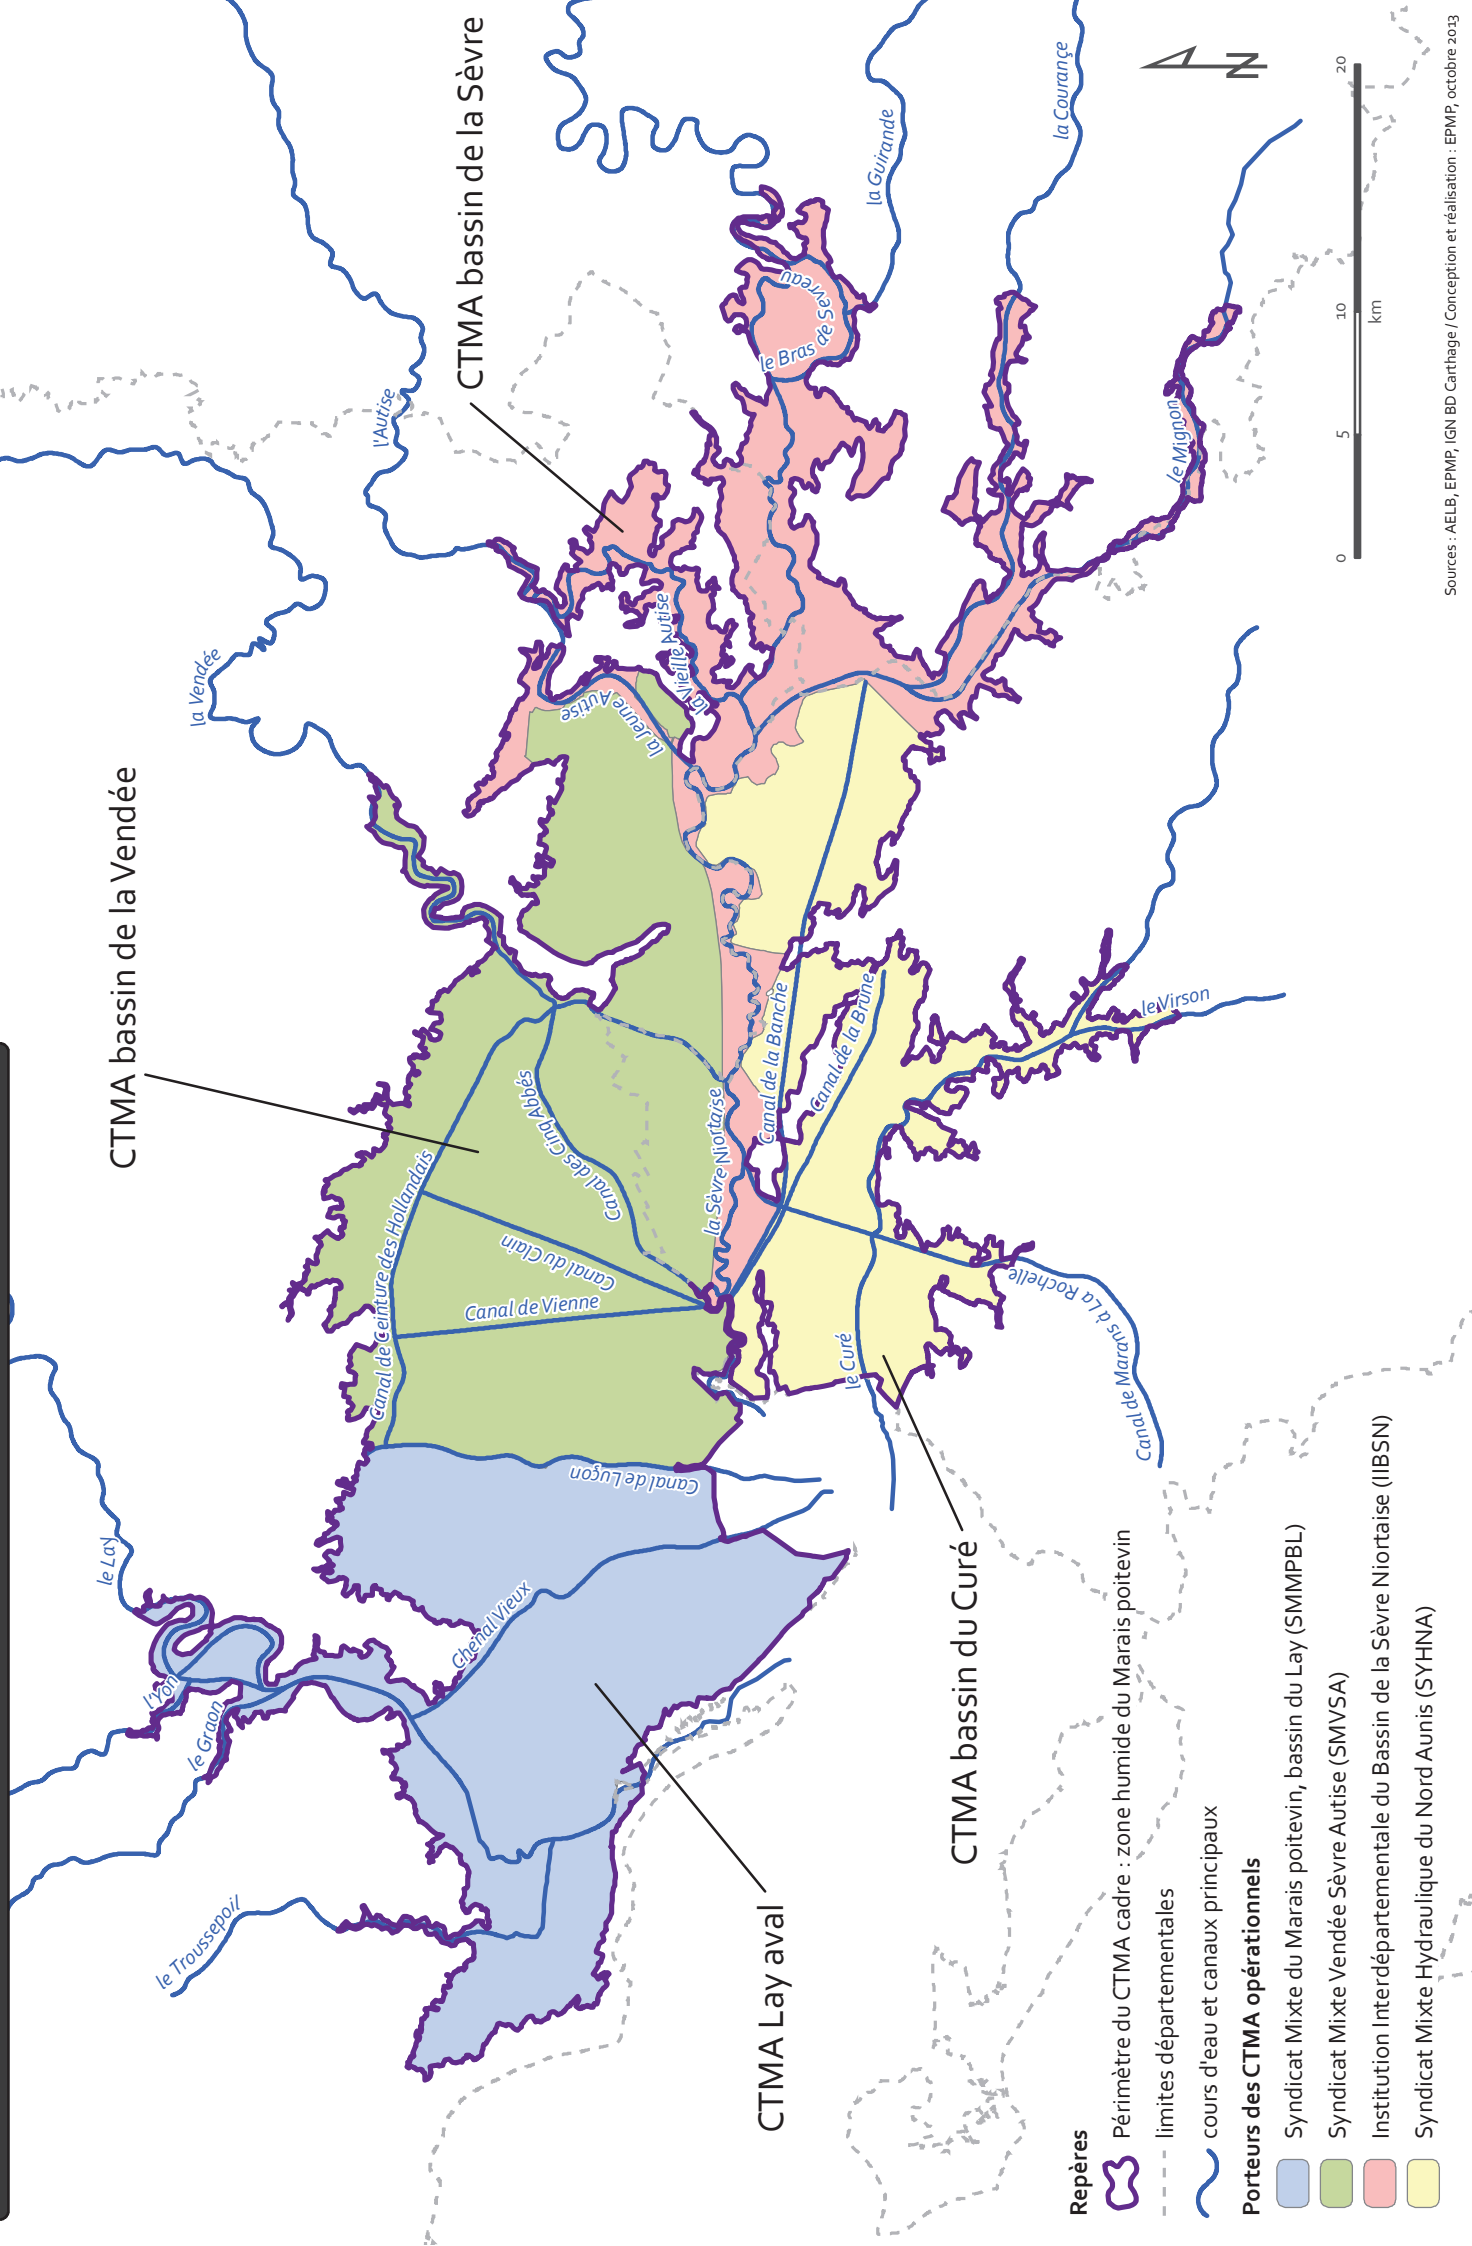 CTMA bassin de la Vendée
CTMA bassin de la Sèvre
CTMA Lay aval
CTMA bassin du Curé
le Troussepoil
le Graon
l'Yon
le Lay
Chenal Vieux
Canal de Luçon
Canal de Ceinture des Hollandais
Canal de Vienne
Canal du Clain
Canal des Cinq Abbés
la Vendée
l'Autise
la Jeune Autise
la Vieille Autise
la Sèvre Niortaise
le Bras de Sevreau
la Guirande
la Courance
le Mignon
Canal de la Banche
Canal de la Brune
le Virson
le Curé
Canal de Marans à La Rochelle
N
0
5
10
20
km
Repères
Périmètre du CTMA cadre : zone humide du Marais poitevin
limites départementales
cours d'eau et canaux principaux
Porteurs des CTMA opérationnels
Syndicat Mixte du Marais poitevin, bassin du Lay (SMMPBL)
Syndicat Mixte Vendée Sèvre Autise (SMVSA)
Institution Interdépartementale du Bassin de la Sèvre Niortaise (IIBSN)
Syndicat Mixte Hydraulique du Nord Aunis (SYHNA)
Sources : AELB, EPMP, IGN BD Carthage / Conception et réalisation : EPMP, octobre 2013